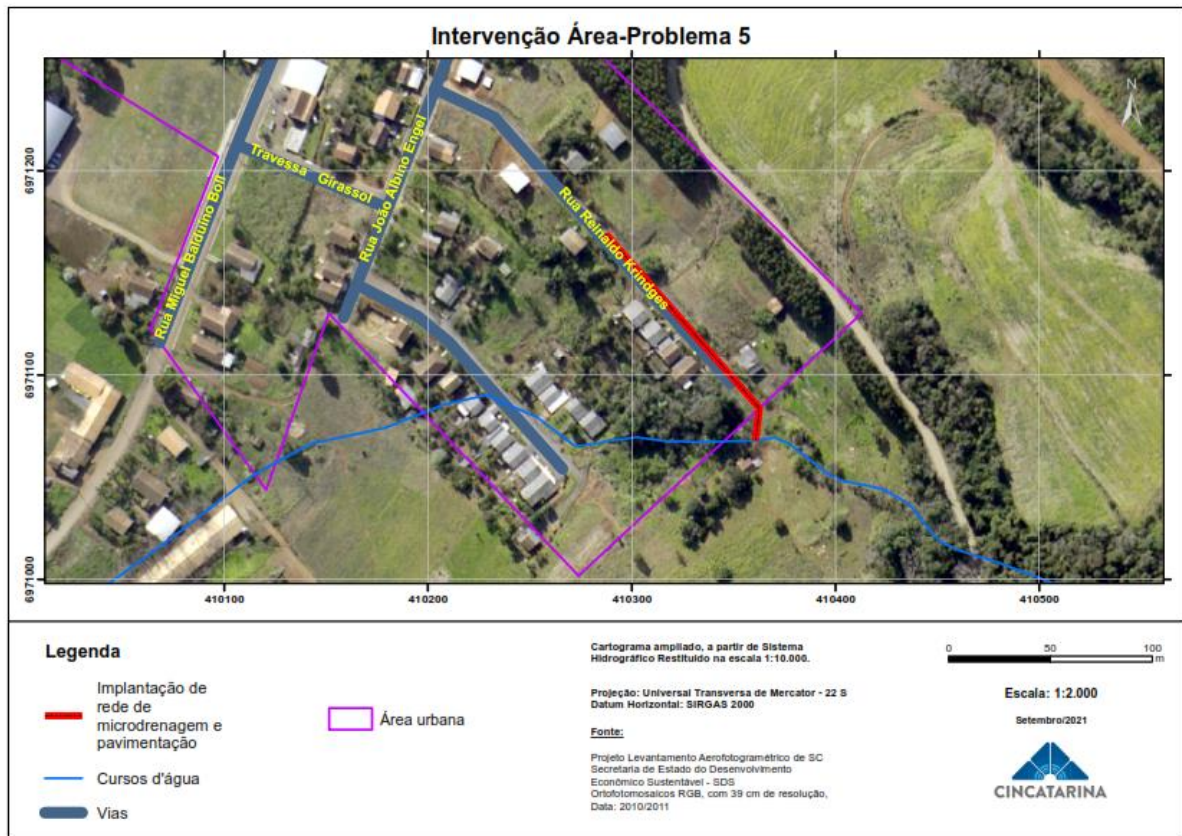 Intervenção Área-Problema 5
N
Rua Miguel Balduino Boll
Travessa Girassol
Rua João Albino Engel
Rua Reinaldo Krindges
6971200
6971100
6971000
410100
410200
410300
410400
410500
Legenda
Implantação de
rede de
microdrenagem e
pavimentação
Área urbana
Cursos d'água
Vias
Cartograma ampliado, a partir de Sistema
Hidrográfico Restituido na escala 1:10.000.
Projeção: Universal Transversa de Mercator - 22 S
Datum Horizontal: SIRGAS 2000
Fonte:
Projeto Levantamento Aerofotogramétrico de SC
Secretaria de Estado do Desenvolvimento
Econômico Sustentável - SDS
Ortofotomosaicos RGB, com 39 cm de resolução,
Data: 2010/2011
0 50 100
m
Escala: 1:2.000
Setembro/2021
CINCATARINA